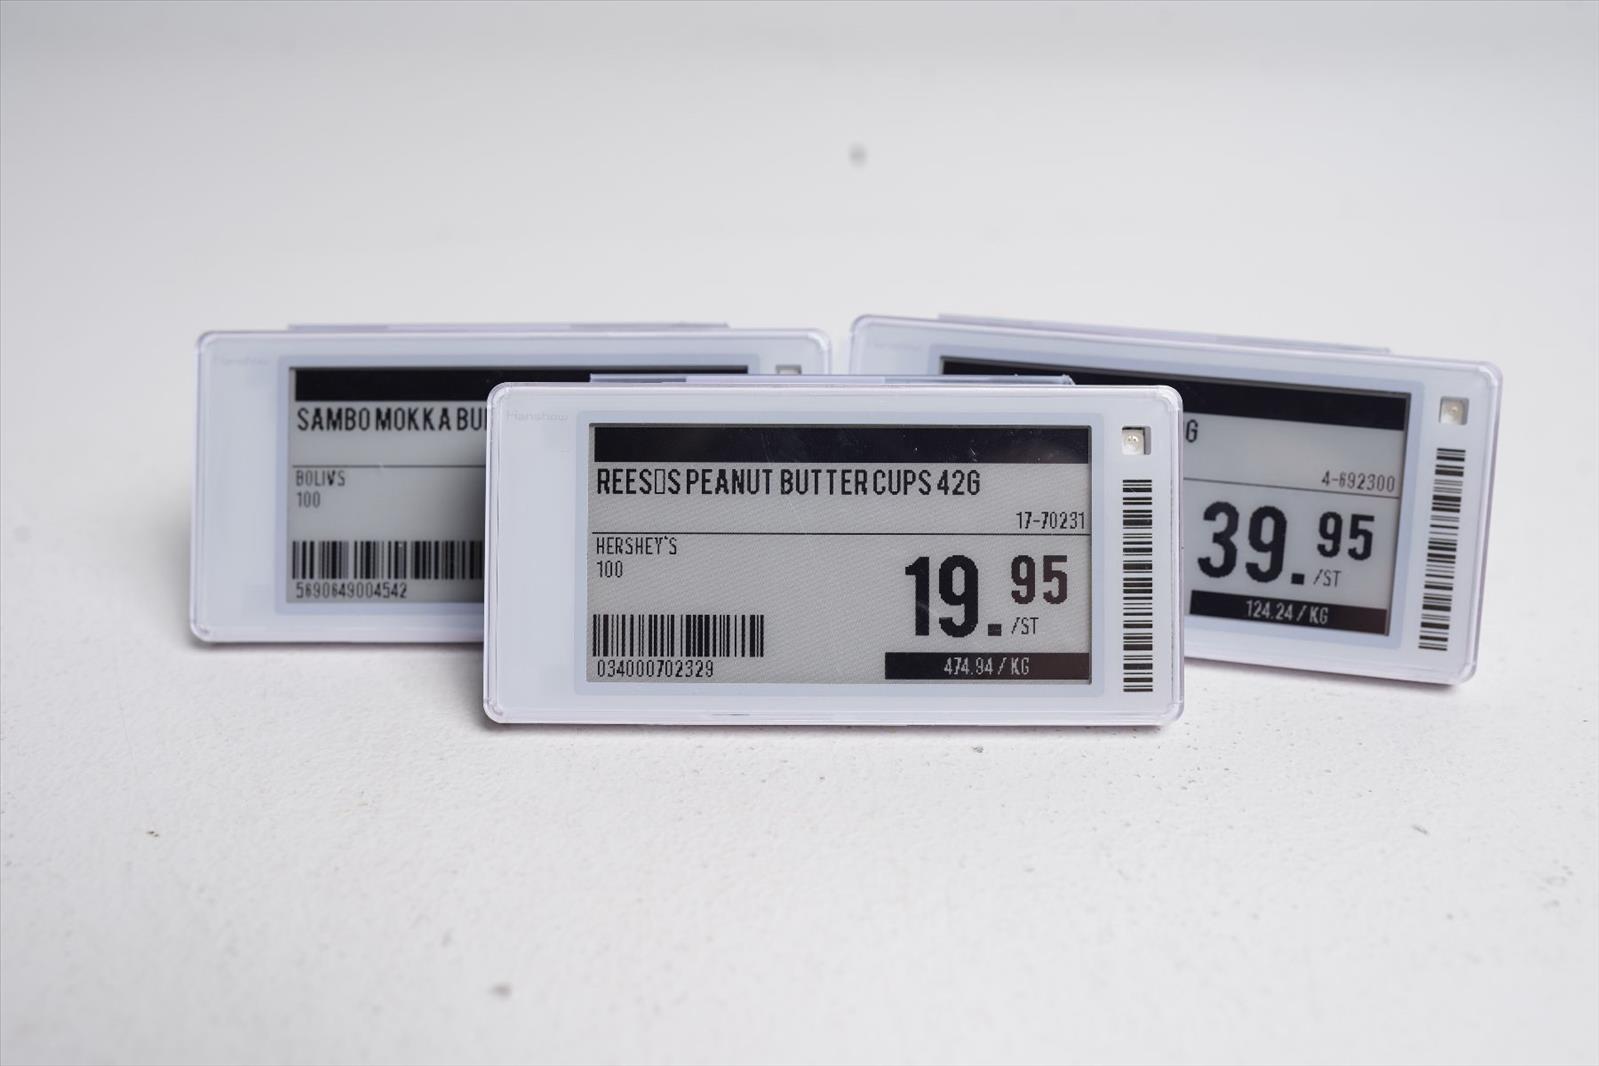 Hanshow
SAMBO MOKKA
BOLIVS
100
5690649004542
Hanshow
REES▯S PEANUT BUTTER CUPS 42G
17-70231
HERSHEY'S
100
19.95
/ST
034000702329
474.94 / KG
G
4-692300
39.95
/ST
124.24 / KG